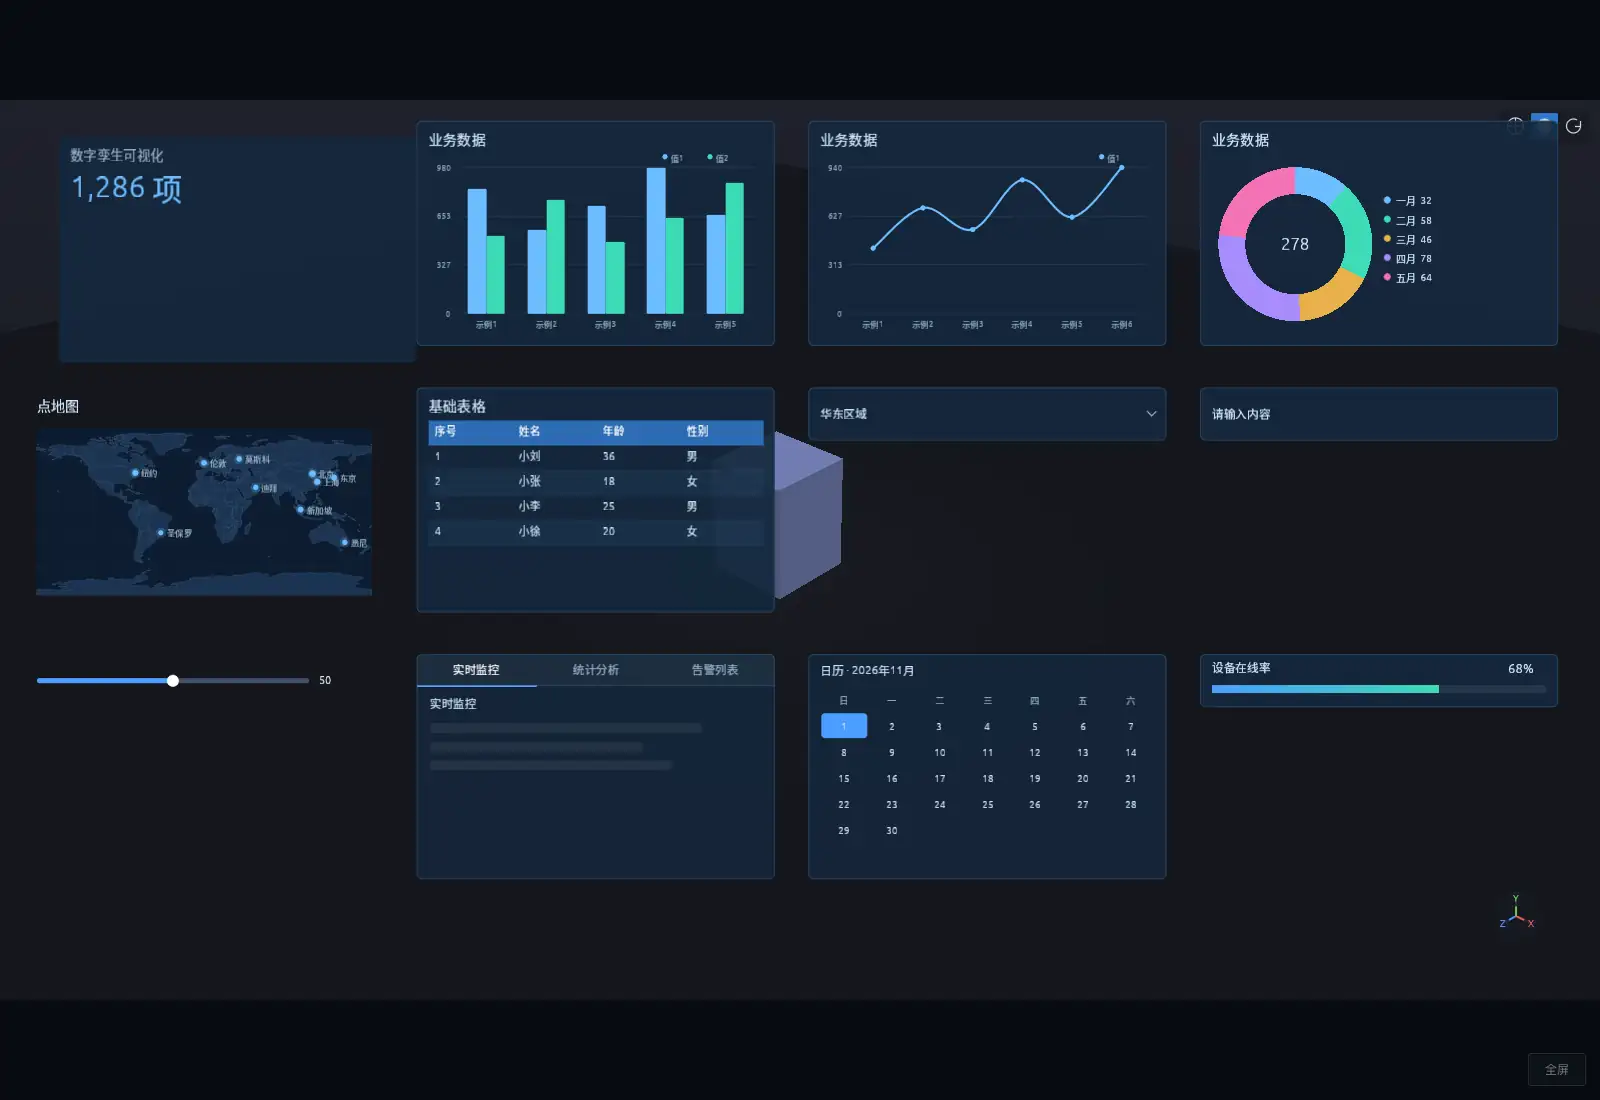 数字孪生可视化
1,286 项
业务数据
值1 值2
980
653
327
0
示例1 示例2 示例3 示例4 示例5
业务数据
值1
940
627
313
0
示例1 示例2 示例3 示例4 示例5 示例6
业务数据
278
一月 32
二月 58
三月 46
四月 78
五月 64
点地图
纽约
伦敦
莫斯科
北京
东京
上海
迪拜
新加坡
圣保罗
悉尼
基础表格
序号 姓名 年龄 性别
1 小刘 36 男
2 小张 18 女
3 小李 25 男
4 小徐 20 女
华东区域
请输入内容
50
实时监控 统计分析 告警列表
实时监控
日历 · 2026年11月
日 一 二 三 四 五 六
1 2 3 4 5 6 7
8 9 10 11 12 13 14
15 16 17 18 19 20 21
22 23 24 25 26 27 28
29 30
设备在线率 68%
Y
Z X
全屏